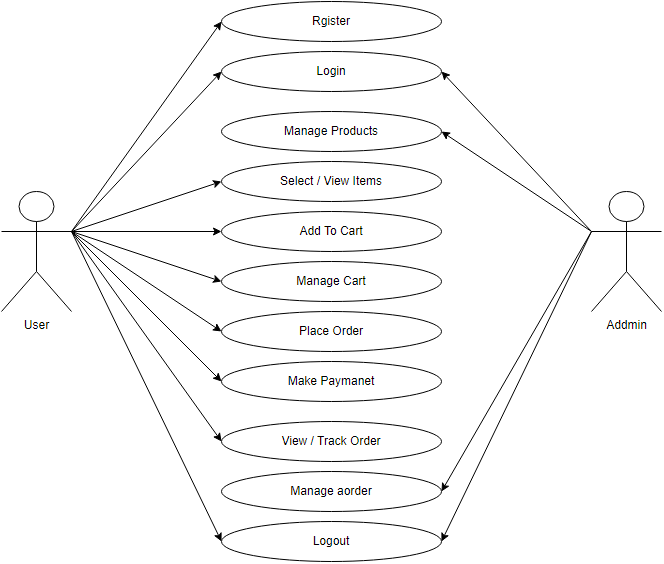 Rgister
Login
Manage Products
Select / View Items
Add To Cart
Manage Cart
User
Addmin
Place Order
Make Paymanet
View / Track Order
Manage aorder
Logout